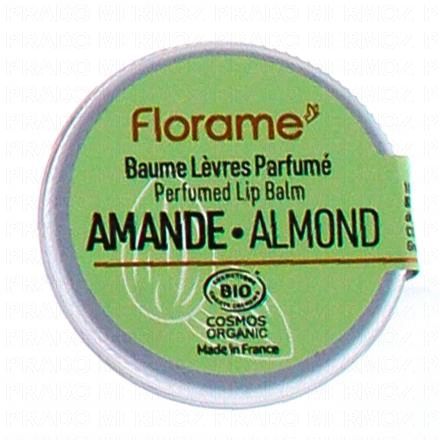 Florame
Baume Lèvres Parfumé
Perfumed Lip Balm
AMANDE • ALMOND
BIO
COSMOS
ORGANIC
Made in France